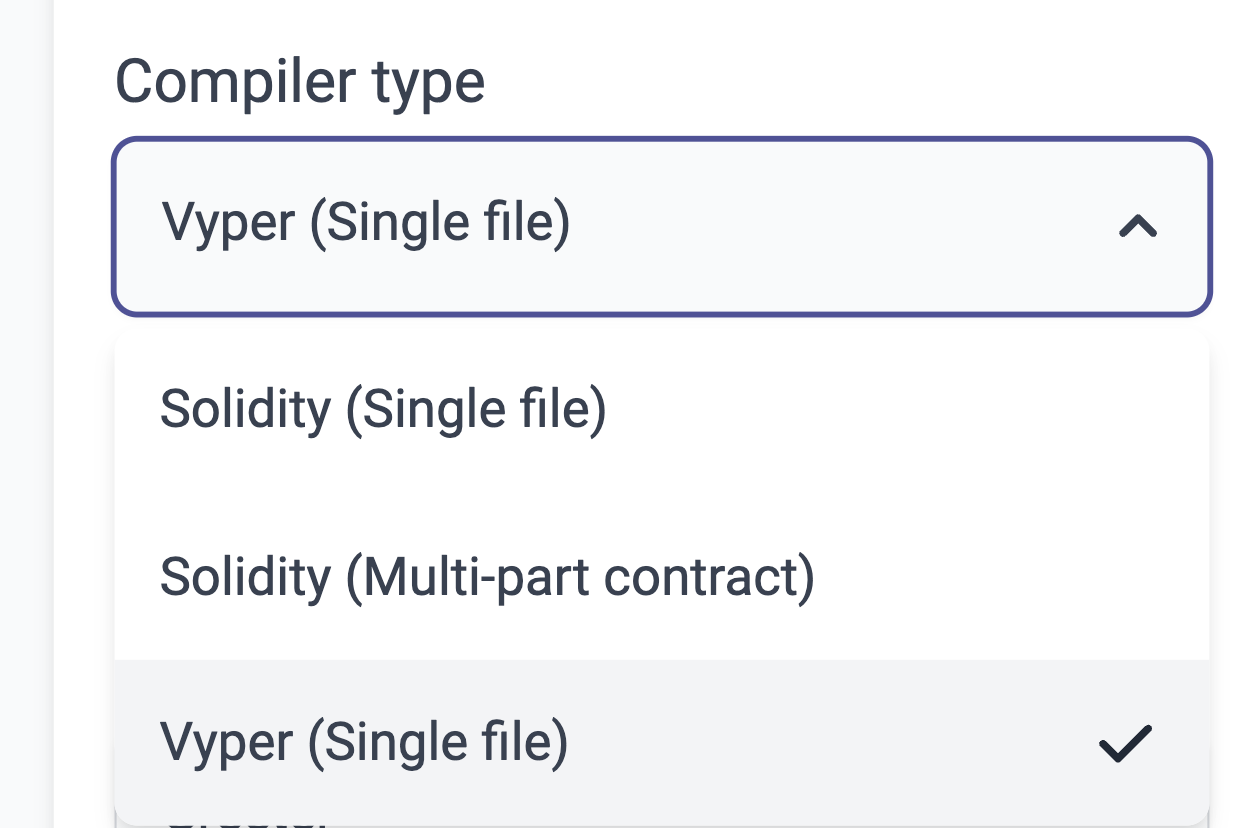 Compiler type
Vyper (Single file)
Solidity (Single file)
Solidity (Multi-part contract)
Vyper (Single file)